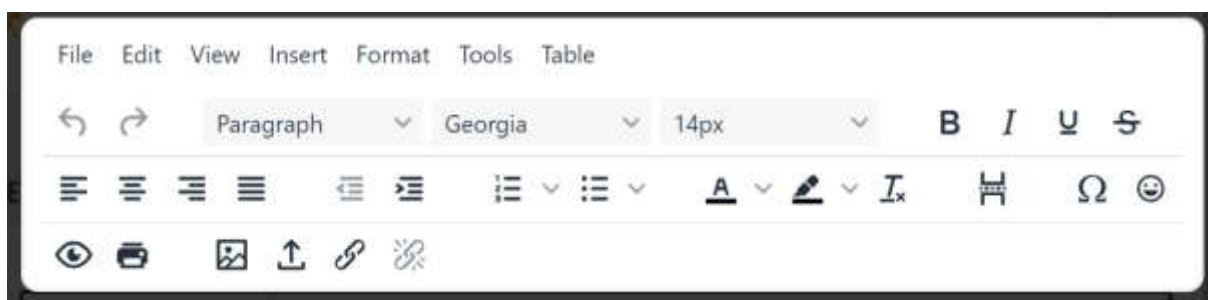 File Edit View Insert Format Tools Table
Paragraph Georgia 14px B I U S
A Ω